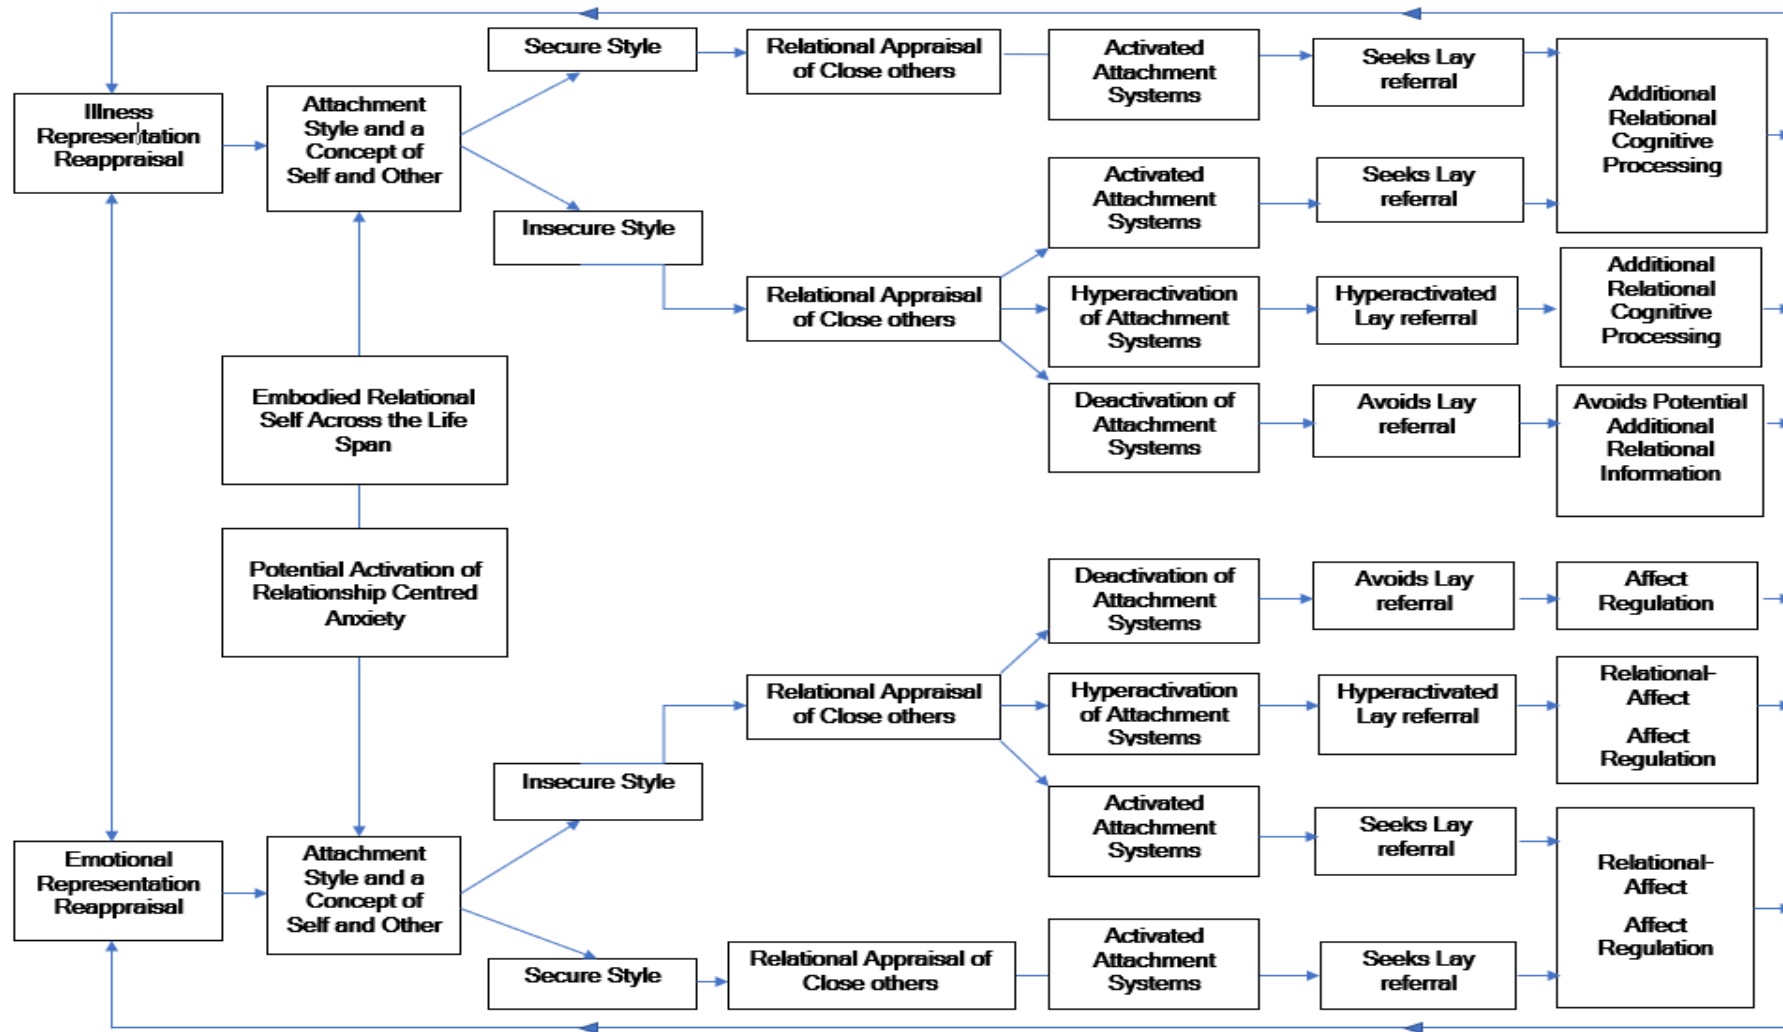 Secure Style
Relational Appraisal
of Close others
Activated
Attachment
Systems
Seeks Lay
referral
Additional
Relational
Cognitive
Processing
Illness
Representation
Reappraisal
Attachment
Style and a
Concept of
Self and Other
Insecure Style
Activated
Attachment
Systems
Seeks Lay
referral
Relational Appraisal
of Close others
Hyperactivation
of Attachment
Systems
Hyperactivated
Lay referral
Additional
Relational
Cognitive
Processing
Embodied Relational
Self Across the Life
Span
Deactivation of
Attachment
Systems
Avoids Lay
referral
Avoids Potential
Additional
Relational
Information
Potential Activation of
Relationship Centred
Anxiety
Deactivation of
Attachment
Systems
Avoids Lay
referral
Affect
Regulation
Relational Appraisal
of Close others
Hyperactivation
of Attachment
Systems
Hyperactivated
Lay referral
Relational-
Affect
Affect
Regulation
Insecure Style
Activated
Attachment
Systems
Seeks Lay
referral
Relational-
Affect
Affect
Regulation
Emotional
Representation
Reappraisal
Attachment
Style and a
Concept of
Self and Other
Secure Style
Relational Appraisal of
Close others
Activated
Attachment
Systems
Seeks Lay
referral